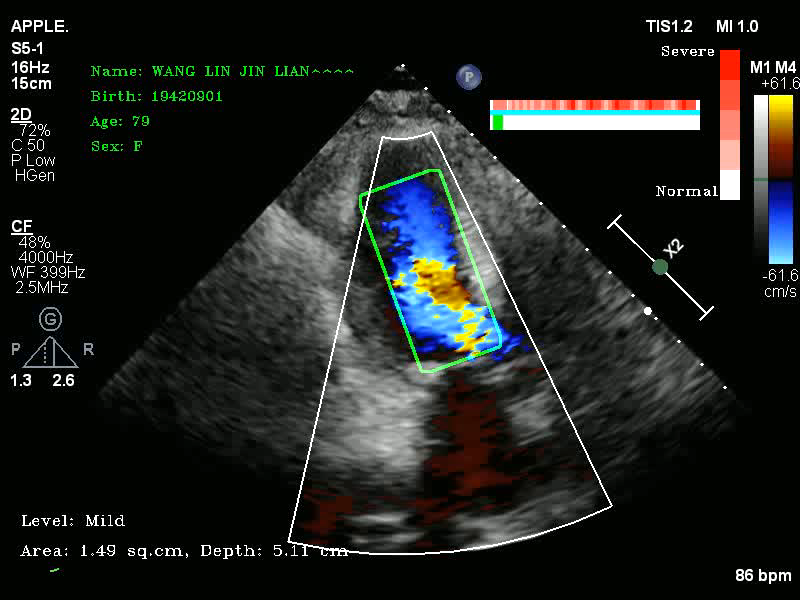 APPLE.
S5-1
16Hz
15cm
2D
72%
C 50
P Low
HGen
CF
48%
4000Hz
WF 399Hz
2.5MHz
G
P R
1.3 2.6
Name: WANG LIN JIN LIAN^^^^
Birth: 19420901
Age: 79
Sex: F
P
TIS1.2 MI 1.0
Severe
Normal
M1 M4
+61.6
-61.6
cm/s
X2
Level: Mild
Area: 1.49 sq.cm, Depth: 5.11 cm
86 bpm